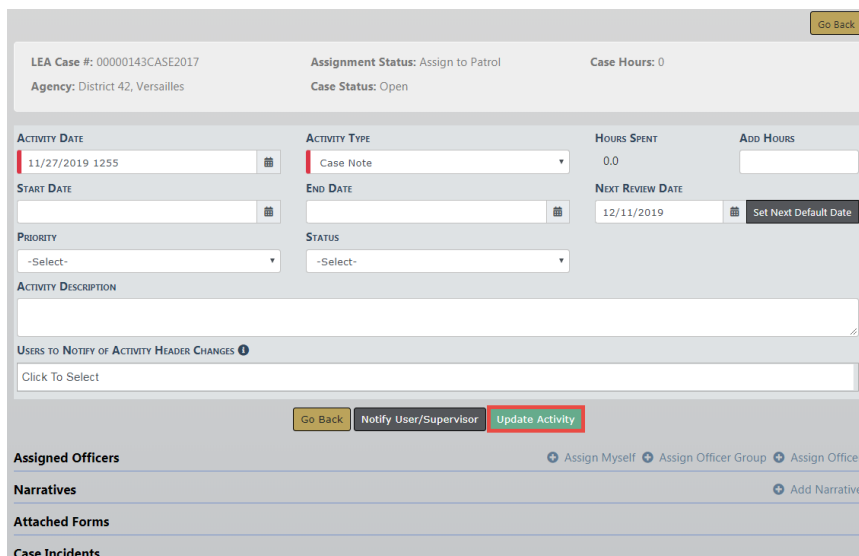 Go Back
LEA Case #: 00000143CASE2017 Assignment Status: Assign to Patrol Case Hours: 0
Agency: District 42, Versailles Case Status: Open
Activity Date Activity Type Hours Spent Add Hours
11/27/2019 1255 Case Note 0.0
Start Date End Date Next Review Date
12/11/2019 Set Next Default Date
Priority Status
-Select- -Select-
Activity Description
Users to Notify of Activity Header Changes
Click To Select
Go Back Notify User/Supervisor Update Activity
Assigned Officers Assign Myself Assign Officer Group Assign Office
Narratives Add Narrative
Attached Forms
Case Incidents